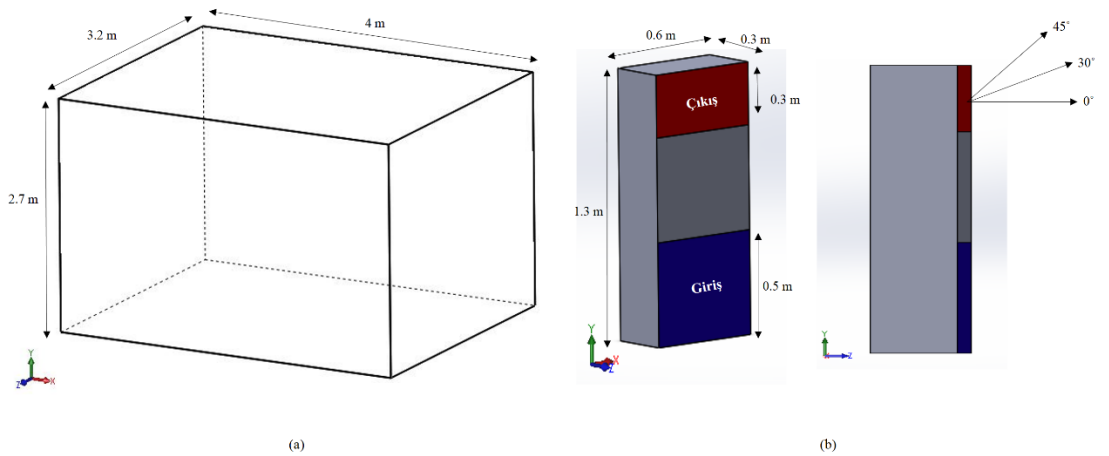 4 m
3.2 m
2.7 m
Y
X
Z
(a)
0.6 m
0.3 m
Çıkış
0.3 m
1.3 m
Giriş
0.5 m
Y
X
Z
45°
30°
0°
Y
X
Z
(b)